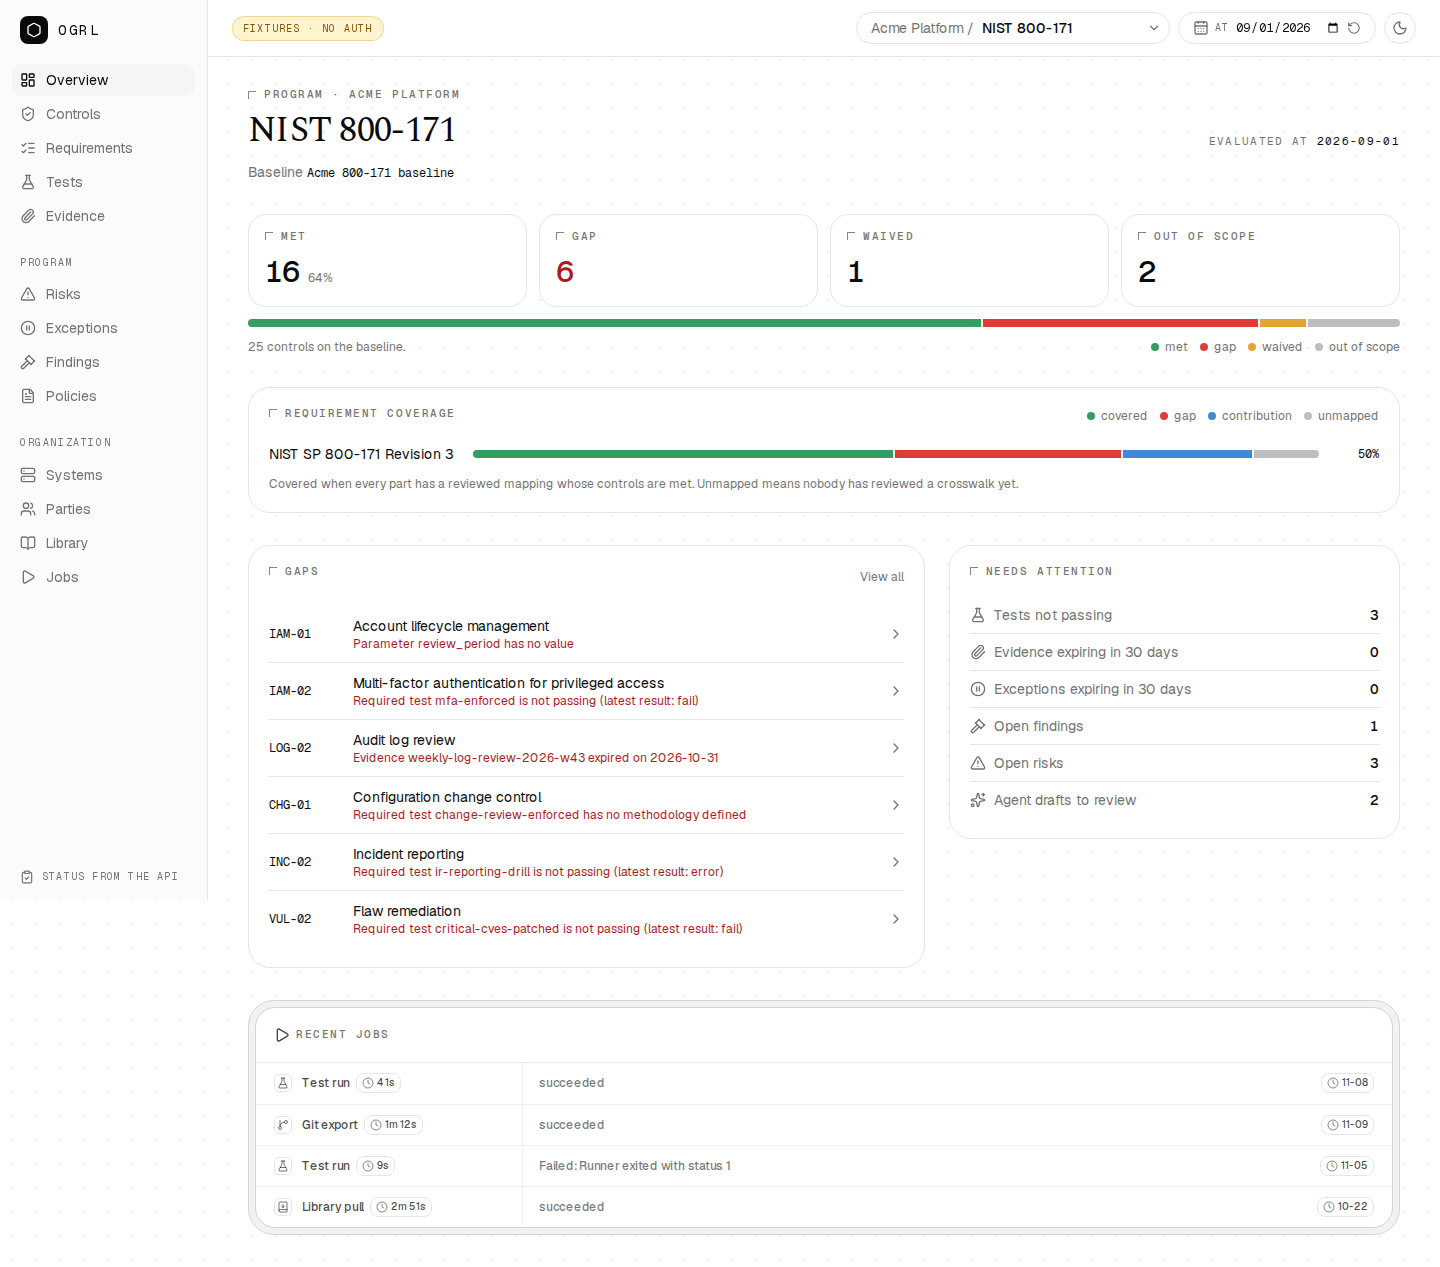 OGRL
FIXTURES · NO AUTH
Acme Platform / NIST 800-171
AT 09/01/2026
Overview
Controls
Requirements
Tests
Evidence
PROGRAM
Risks
Exceptions
Findings
Policies
ORGANIZATION
Systems
Parties
Library
Jobs
STATUS FROM THE API
PROGRAM · ACME PLATFORM
NIST 800-171
EVALUATED AT 2026-09-01
Baseline Acme 800-171 baseline
MET
16 64%
GAP
6
WAIVED
1
OUT OF SCOPE
2
25 controls on the baseline.
met gap waived out of scope
REQUIREMENT COVERAGE
covered gap contribution unmapped
NIST SP 800-171 Revision 3 50%
Covered when every part has a reviewed mapping whose controls are met. Unmapped means nobody has reviewed a crosswalk yet.
GAPS
View all
IAM-01 Account lifecycle management
Parameter review_period has no value
IAM-02 Multi-factor authentication for privileged access
Required test mfa-enforced is not passing (latest result: fail)
LOG-02 Audit log review
Evidence weekly-log-review-2026-w43 expired on 2026-10-31
CHG-01 Configuration change control
Required test change-review-enforced has no methodology defined
INC-02 Incident reporting
Required test ir-reporting-drill is not passing (latest result: error)
VUL-02 Flaw remediation
Required test critical-cves-patched is not passing (latest result: fail)
NEEDS ATTENTION
Tests not passing 3
Evidence expiring in 30 days 0
Exceptions expiring in 30 days 0
Open findings 1
Open risks 3
Agent drafts to review 2
RECENT JOBS
Test run 41s succeeded 11-08
Git export 1m 12s succeeded 11-09
Test run 9s Failed: Runner exited with status 1 11-05
Library pull 2m 51s succeeded 10-22